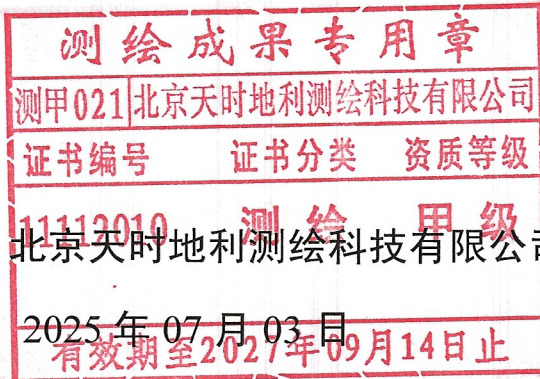 测绘成果专用章
测甲021 北京天时地利测绘科技有限公司
证书编号 证书分类 资质等级
11112010 测绘 甲级
北京天时地利测绘科技有限公司
2025年07月03日
有效期至2027年09月14日止